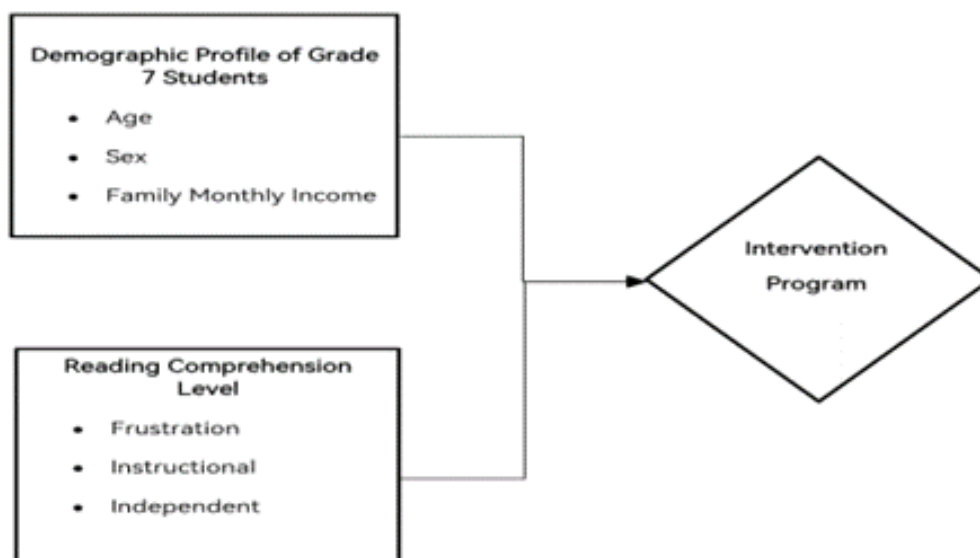 Demographic Profile of Grade
7 Students
• Age
• Sex
• Family Monthly Income
Intervention
Program
Reading Comprehension
Level
• Frustration
• Instructional
• Independent